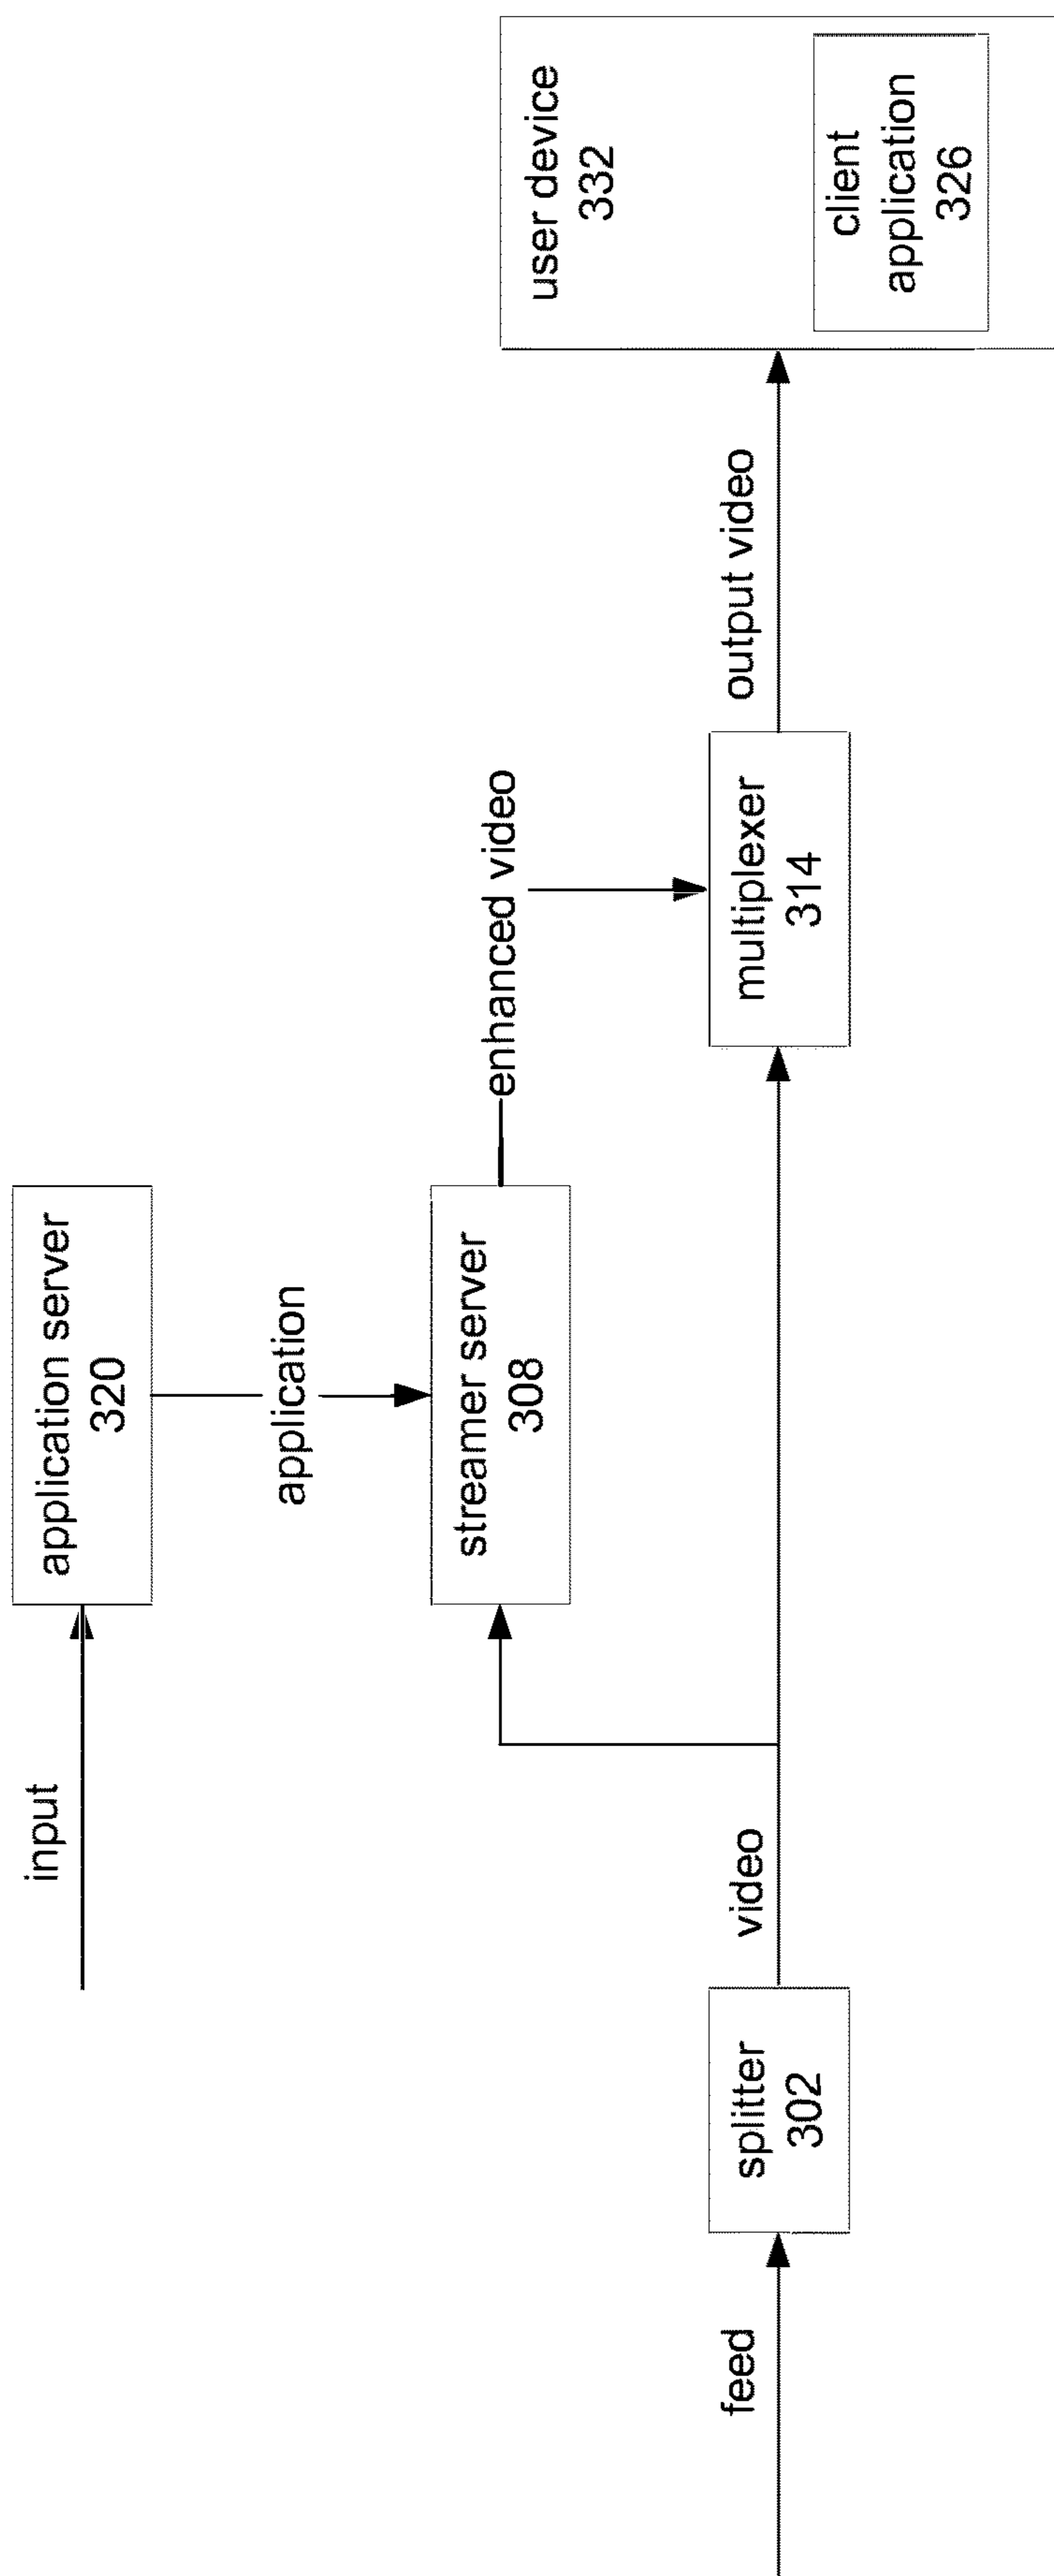 input
application server
320
application
streamer server
308
enhanced video
user device
332
client
application
326
feed
splitter
302
video
multiplexer
314
output video